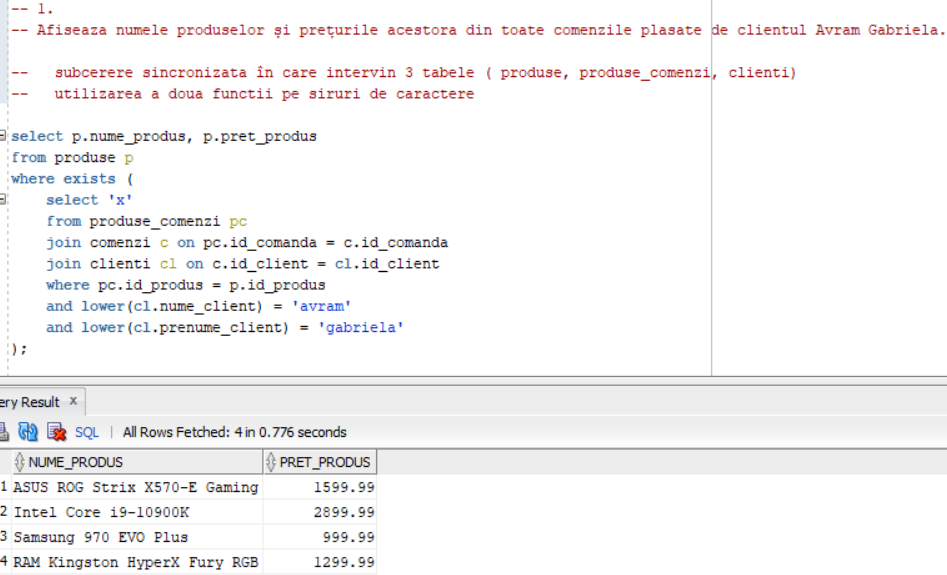 -- 1.
-- Afiseaza numele produselor și prețurile acestora din toate comenzile plasate de clientul Avram Gabriela.
--   subcerere sincronizata în care intervin 3 tabele ( produse, produse_comenzi, clienti)
--   utilizarea a doua functii pe siruri de caractere
select p.nume_produs, p.pret_produs
from produse p
where exists (
    select 'x'
    from produse_comenzi pc
    join comenzi c on pc.id_comanda = c.id_comanda
    join clienti cl on c.id_client = cl.id_client
    where pc.id_produs = p.id_produs
    and lower(cl.nume_client) = 'avram'
    and lower(cl.prenume_client) = 'gabriela'
);
ery Result x
SQL | All Rows Fetched: 4 in 0.776 seconds
NUME_PRODUS PRET_PRODUS
1 ASUS ROG Strix X570-E Gaming 1599.99
2 Intel Core i9-10900K 2899.99
3 Samsung 970 EVO Plus 999.99
4 RAM Kingston HyperX Fury RGB 1299.99